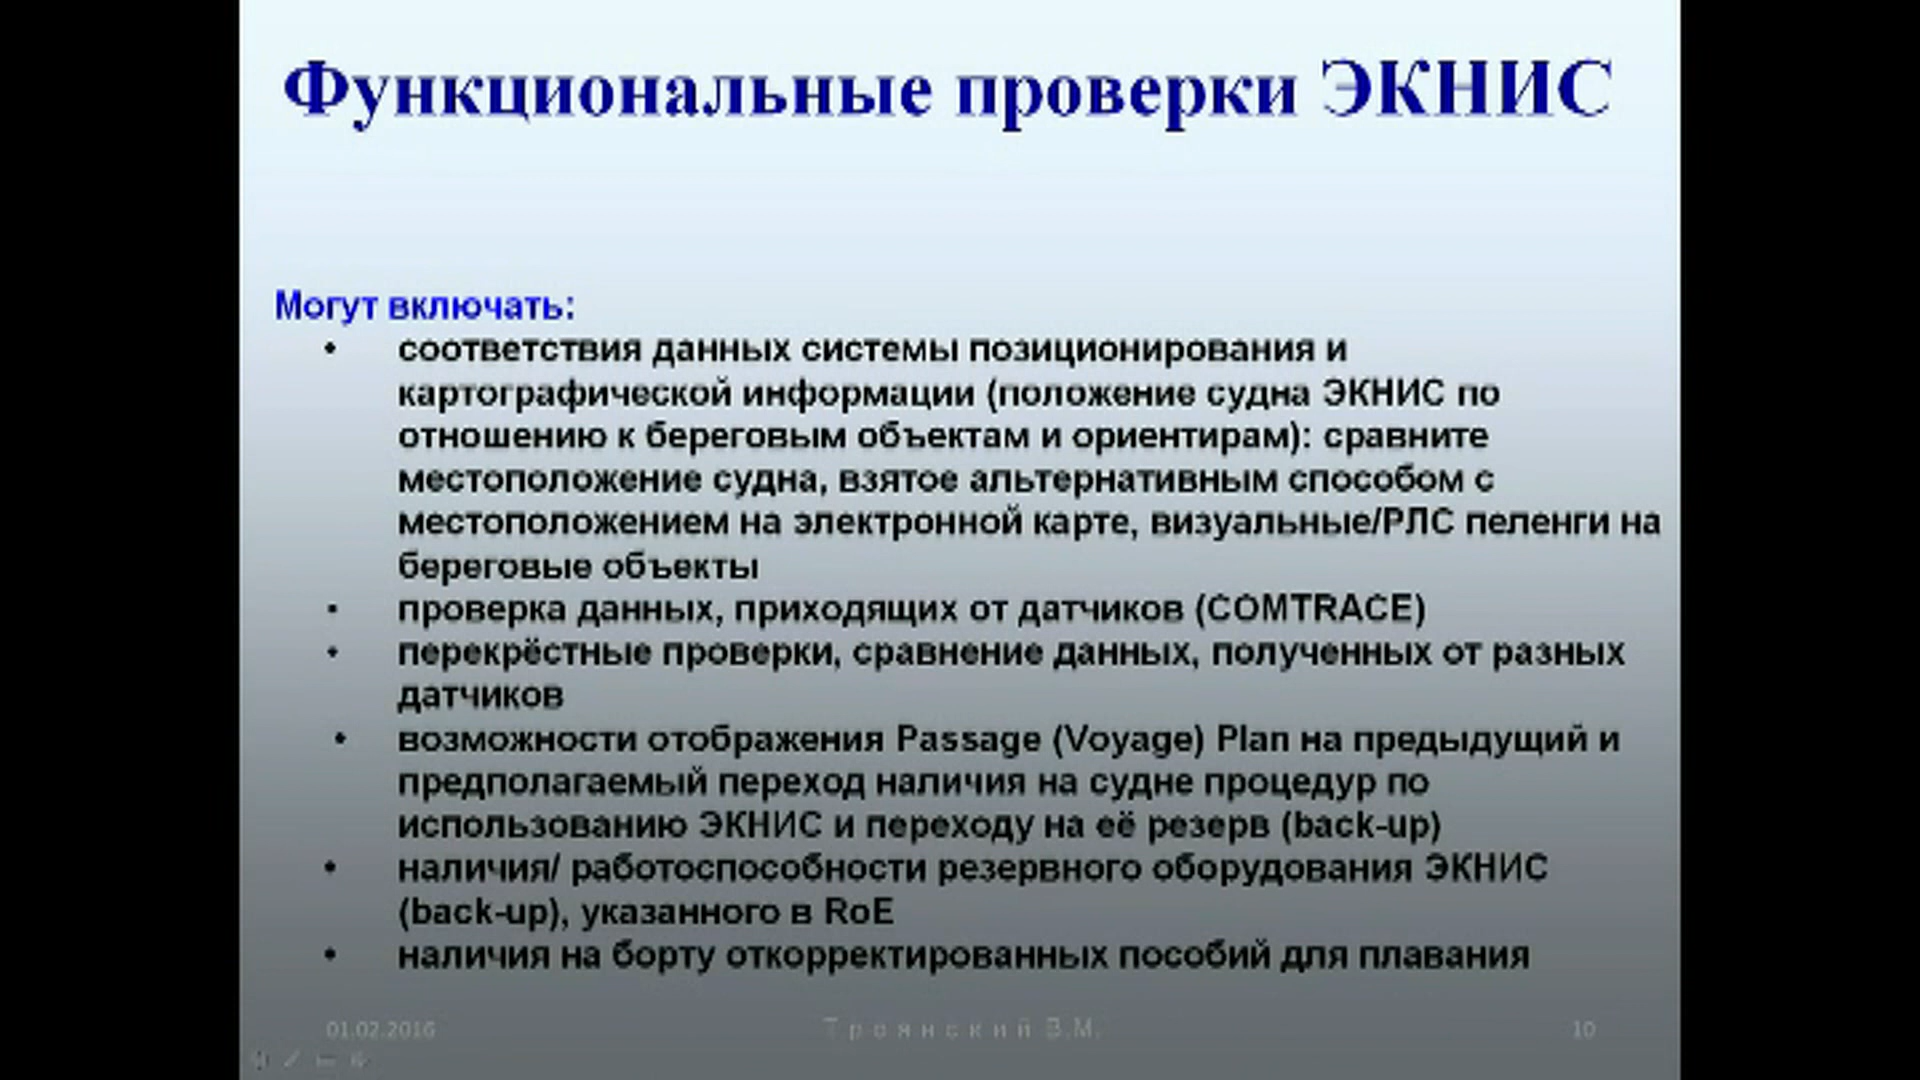 Функциональные проверки ЭКНИС
Могут включать:
• соответствия данных системы позиционирования и
картографической информации (положение судна ЭКНИС по
отношению к береговым объектам и ориентирам): сравните
местоположение судна, взятое альтернативным способом с
местоположением на электронной карте, визуальные/РЛС пеленги на
береговые объекты
• проверка данных, приходящих от датчиков (COMTRACE)
• перекрёстные проверки, сравнение данных, полученных от разных
датчиков
• возможности отображения Passage (Voyage) Plan на предыдущий и
предполагаемый переход наличия на судне процедур по
использованию ЭКНИС и переходу на её резерв (back-up)
• наличия/ работоспособности резервного оборудования ЭКНИС
(back-up), указанного в RoE
• наличия на борту откорректированных пособий для плавания
01.02.2016 Троянский В.М. 10